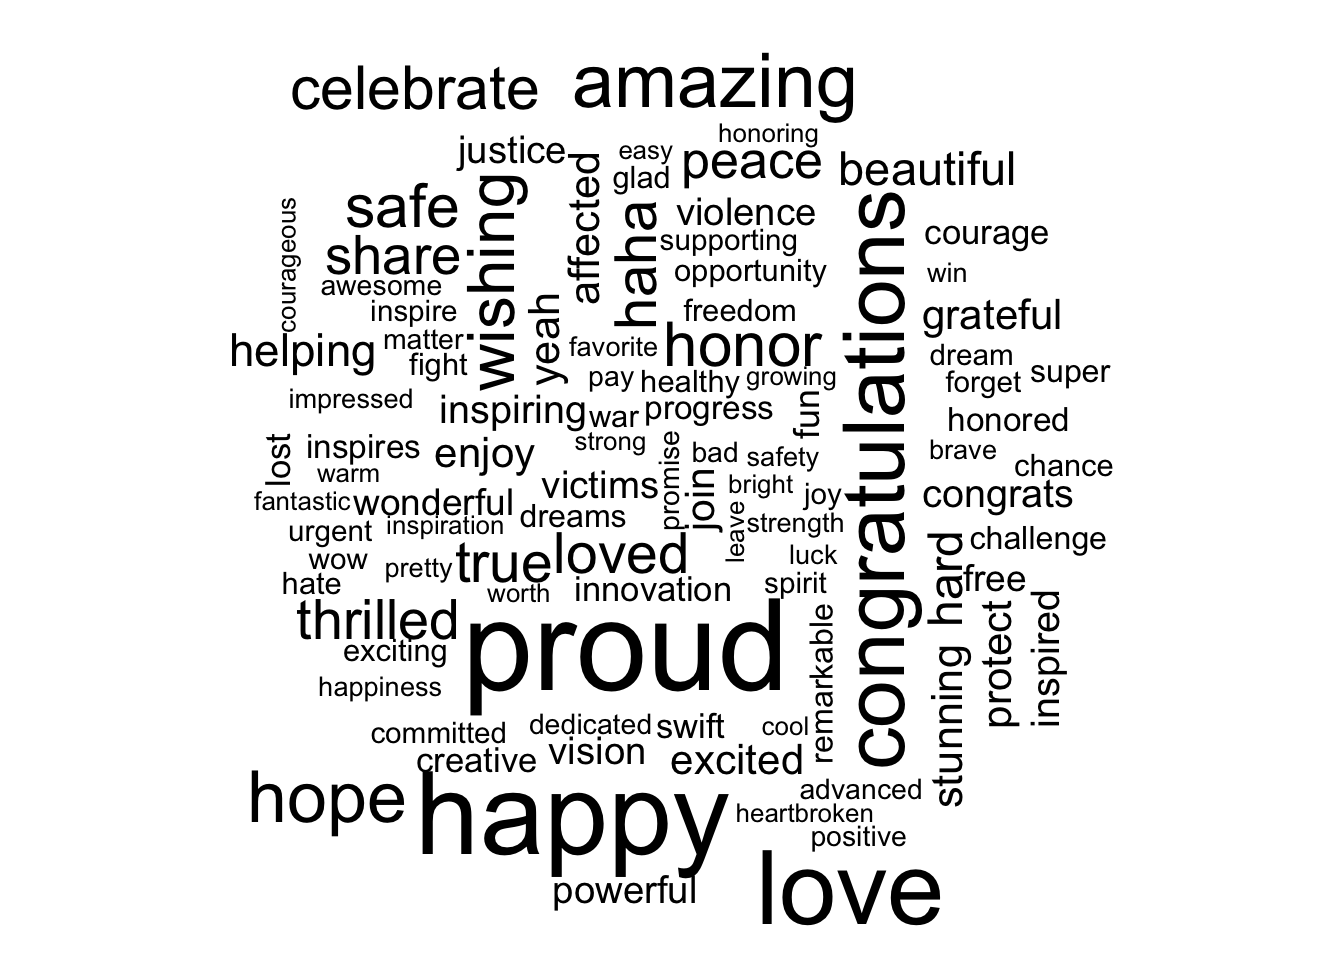 celebrate
amazing
honoring
justice
easy
peace
beautiful
glad
safe
wishing
affected
haha
violence
congratulations
courageous
courage
share
supporting
opportunity
win
awesome
inspire
yeah
freedom
grateful
helping
matter
favorite
honor
dream
fight
pay
healthy
growing
forget
super
impressed
inspiring
war
progress
fun
honored
lost
inspires
enjoy
strong
promise
bad
safety
brave
chance
warm
victims
join
bright
joy
congrats
fantastic
wonderful
dreams
leave
strength
urgent
inspiration
challenge
wow
pretty
true
loved
luck
hard
free
hate
worth
innovation
spirit
thrilled
proud
remarkable
stunning
protect
inspired
exciting
happiness
committed
dedicated
swift
cool
creative
vision
excited
hope
happy
advanced
heartbroken
positive
powerful
love